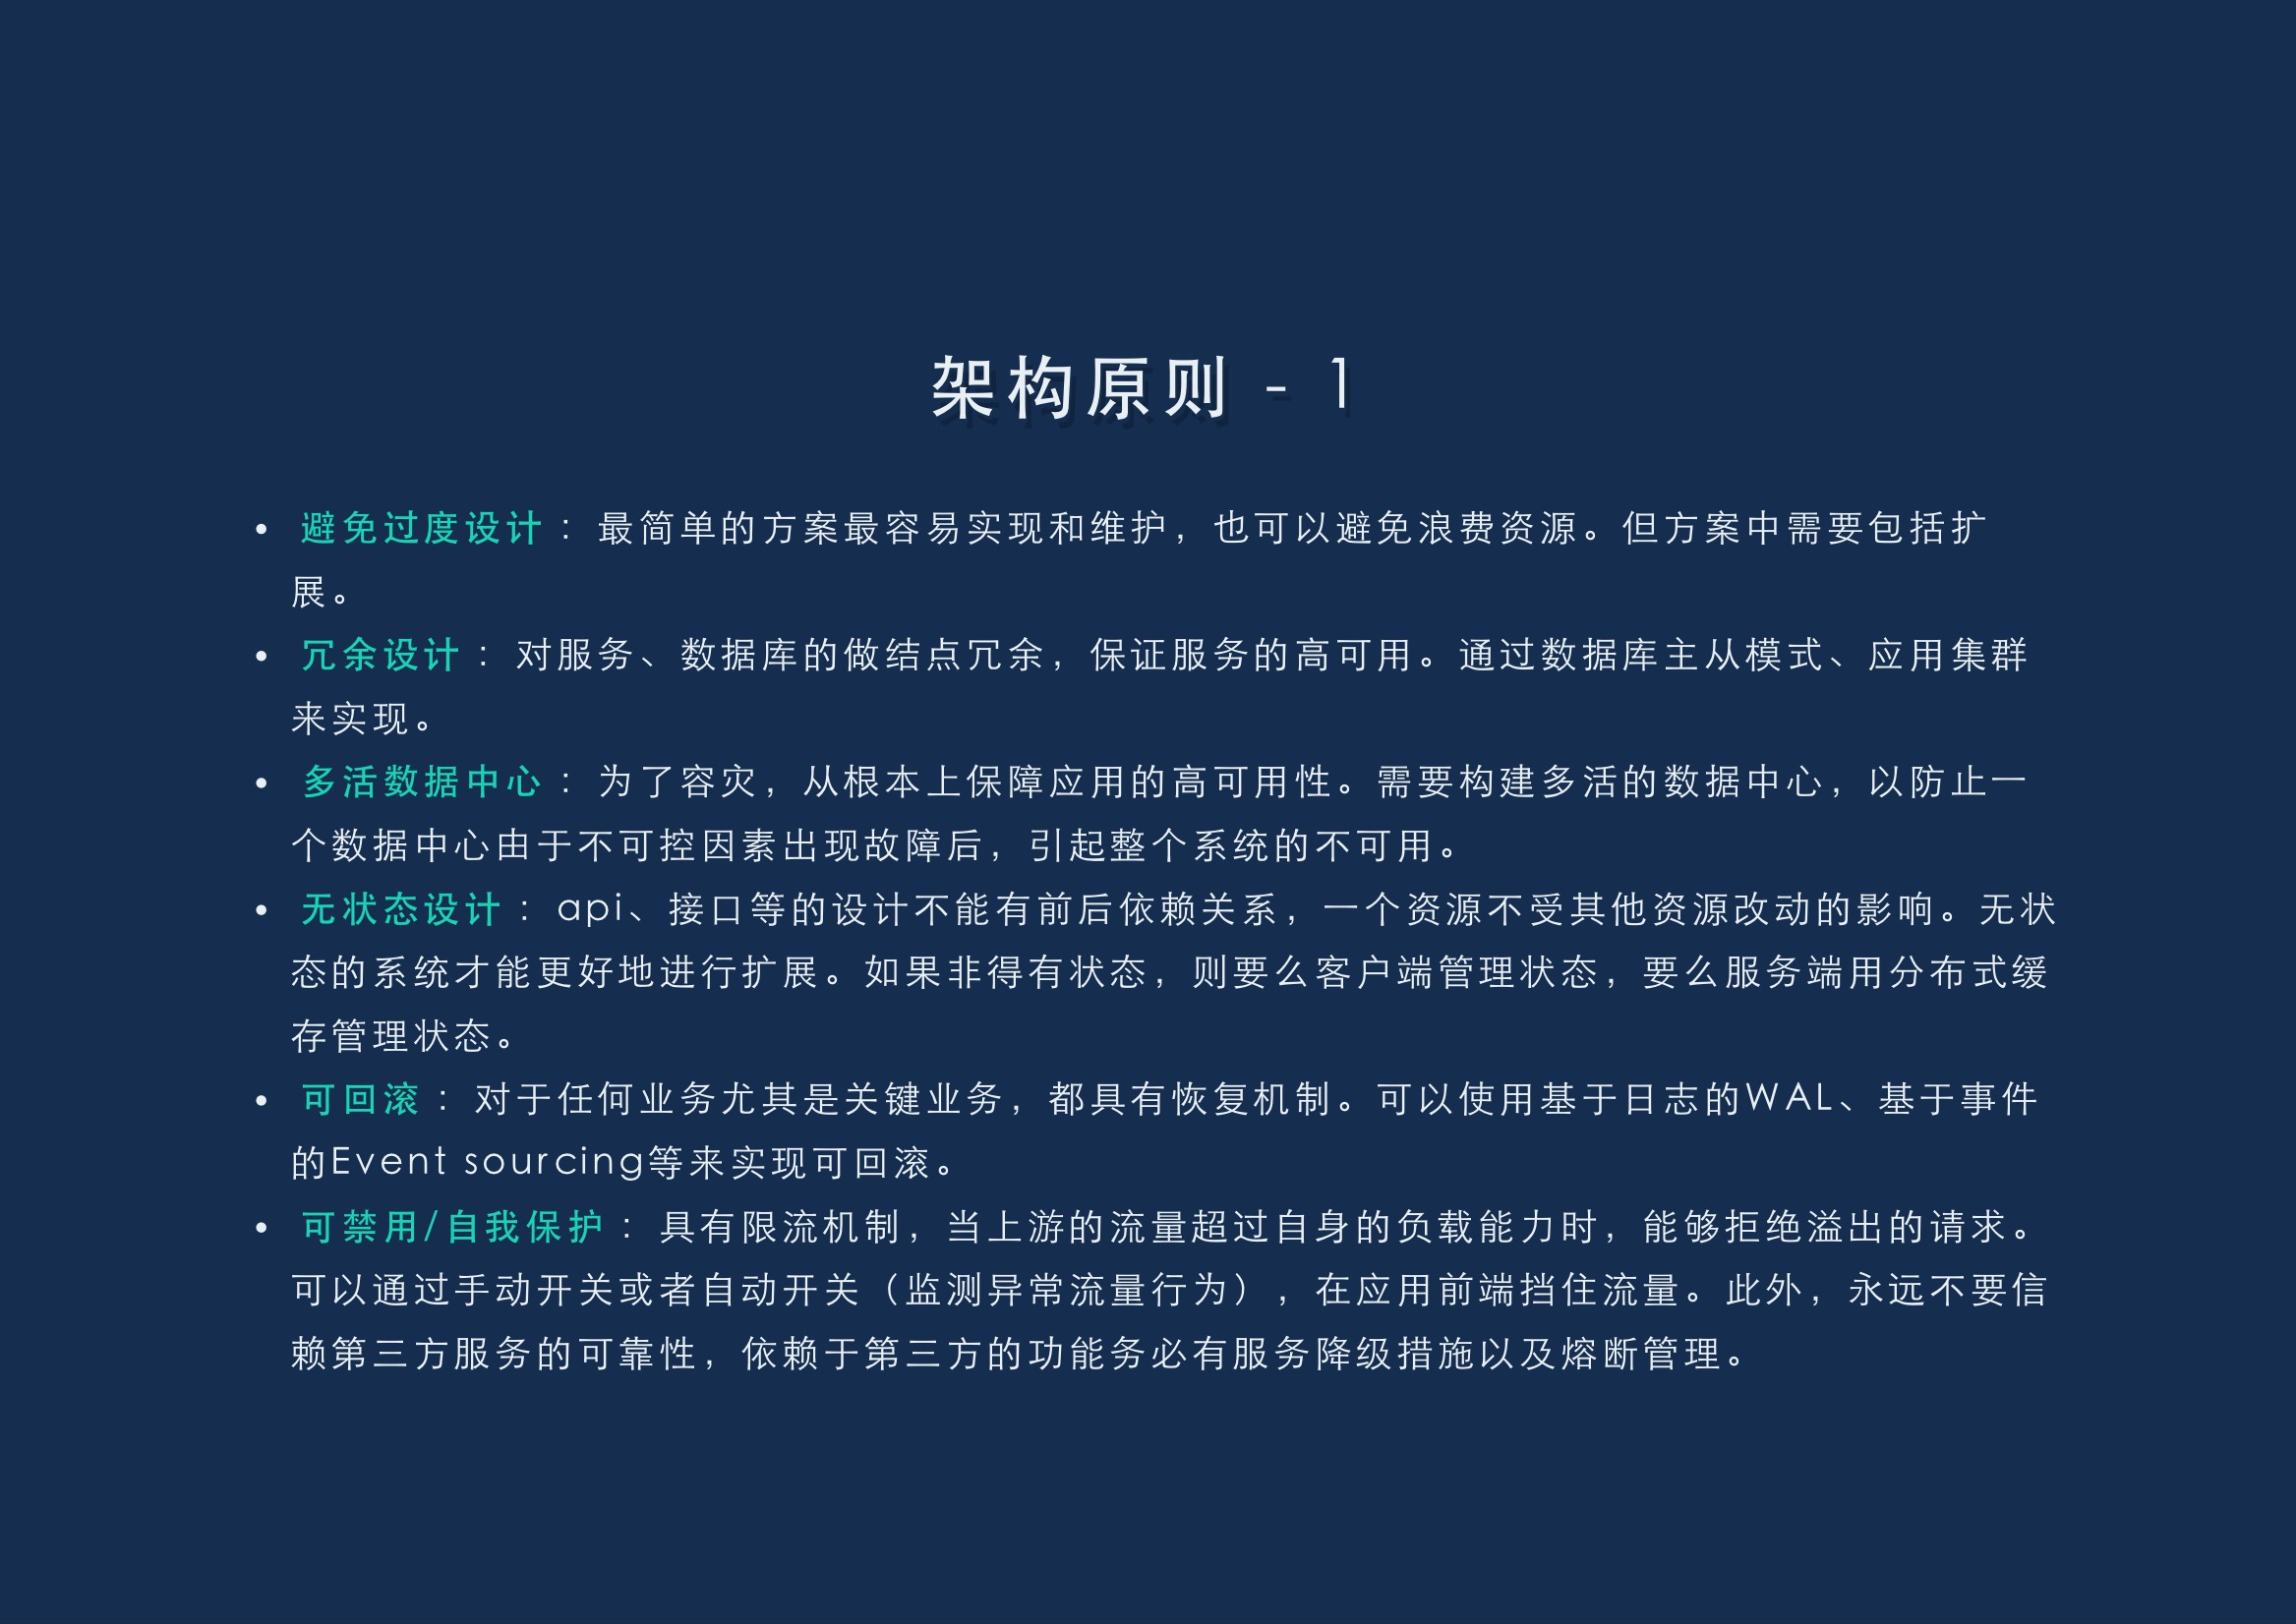 架构原则 - 1
• 避免过度设计：最简单的方案最容易实现和维护，也可以避免浪费资源。但方案中需要包括扩
展。
• 冗余设计：对服务、数据库的做结点冗余，保证服务的高可用。通过数据库主从模式、应用集群
来实现。
• 多活数据中心：为了容灾，从根本上保障应用的高可用性。需要构建多活的数据中心，以防止一
个数据中心由于不可控因素出现故障后，引起整个系统的不可用。
• 无状态设计：api、接口等的设计不能有前后依赖关系，一个资源不受其他资源改动的影响。无状
态的系统才能更好地进行扩展。如果非得有状态，则要么客户端管理状态，要么服务端用分布式缓
存管理状态。
• 可回滚：对于任何业务尤其是关键业务，都具有恢复机制。可以使用基于日志的WAL、基于事件
的Event sourcing等来实现可回滚。
• 可禁用/自我保护：具有限流机制，当上游的流量超过自身的负载能力时，能够拒绝溢出的请求。
可以通过手动开关或者自动开关（监测异常流量行为），在应用前端挡住流量。此外，永远不要信
赖第三方服务的可靠性，依赖于第三方的功能务必有服务降级措施以及熔断管理。